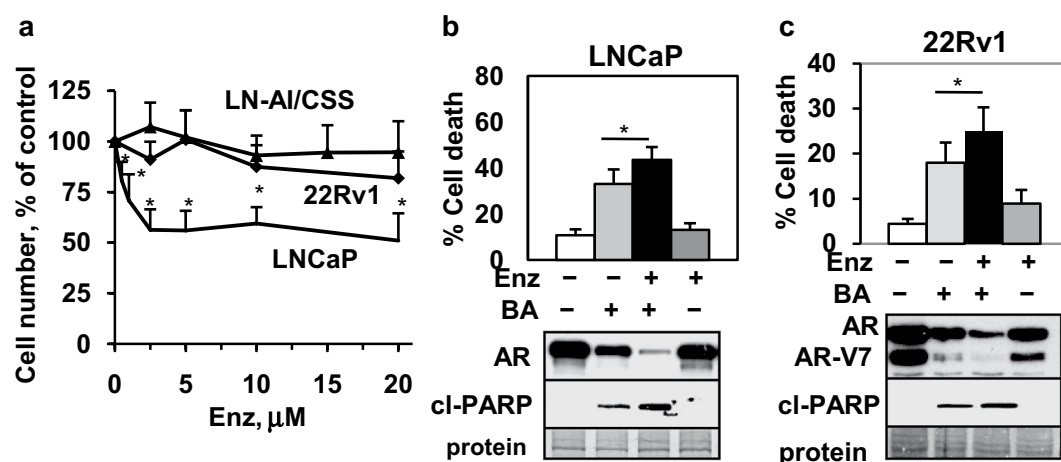 a
Cell number, % of control
125
100
75
50
25
0
LN-AI/CSS
22Rv1
LNCaP
* * * * * *
0 5 10 15 20
Enz, μM
b
LNCaP
% Cell death
80
60
40
20
0
*
Enz − − + +
BA − + + −
AR
cl-PARP
protein
c
22Rv1
% Cell death
40
30
20
10
0
*
Enz − − + +
BA − + + −
AR
AR-V7
cl-PARP
protein